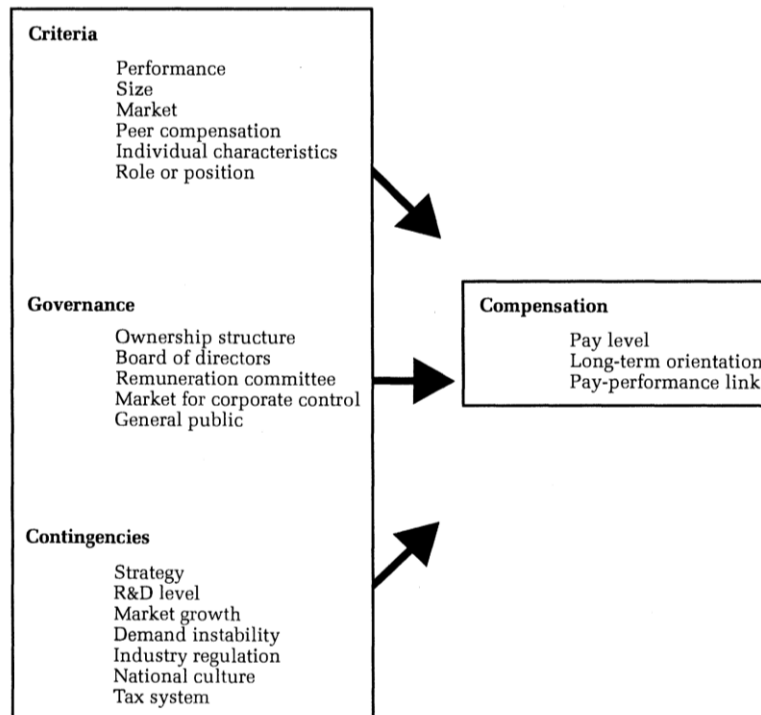 Criteria
Performance
Size
Market
Peer compensation
Individual characteristics
Role or position
Governance
Ownership structure
Board of directors
Remuneration committee
Market for corporate control
General public
Contingencies
Strategy
R&D level
Market growth
Demand instability
Industry regulation
National culture
Tax system
Compensation
Pay level
Long-term orientation
Pay-performance link